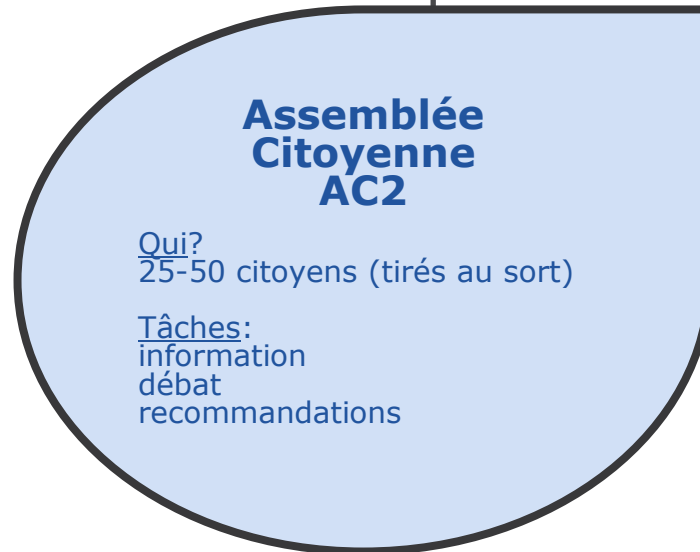 Assemblée
Citoyenne
AC2
Qui?
25-50 citoyens (tirés au sort)
Tâches:
information
débat
recommandations